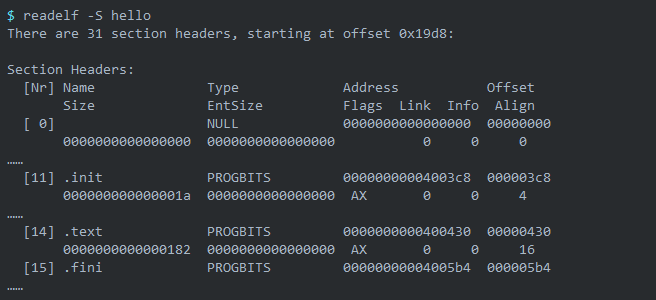 $ readelf -S hello
There are 31 section headers, starting at offset 0x19d8:
Section Headers:
  [Nr] Name              Type             Address           Offset
       Size              EntSize          Flags  Link  Info  Align
  [ 0]                   NULL             0000000000000000  00000000
       0000000000000000  0000000000000000           0     0     0
……
  [11] .init             PROGBITS         00000000004003c8  000003c8
       000000000000001a  0000000000000000  AX       0     0     4
……
  [14] .text             PROGBITS         0000000000400430  00000430
       0000000000000182  0000000000000000  AX       0     0     16
  [15] .fini             PROGBITS         00000000004005b4  000005b4
……